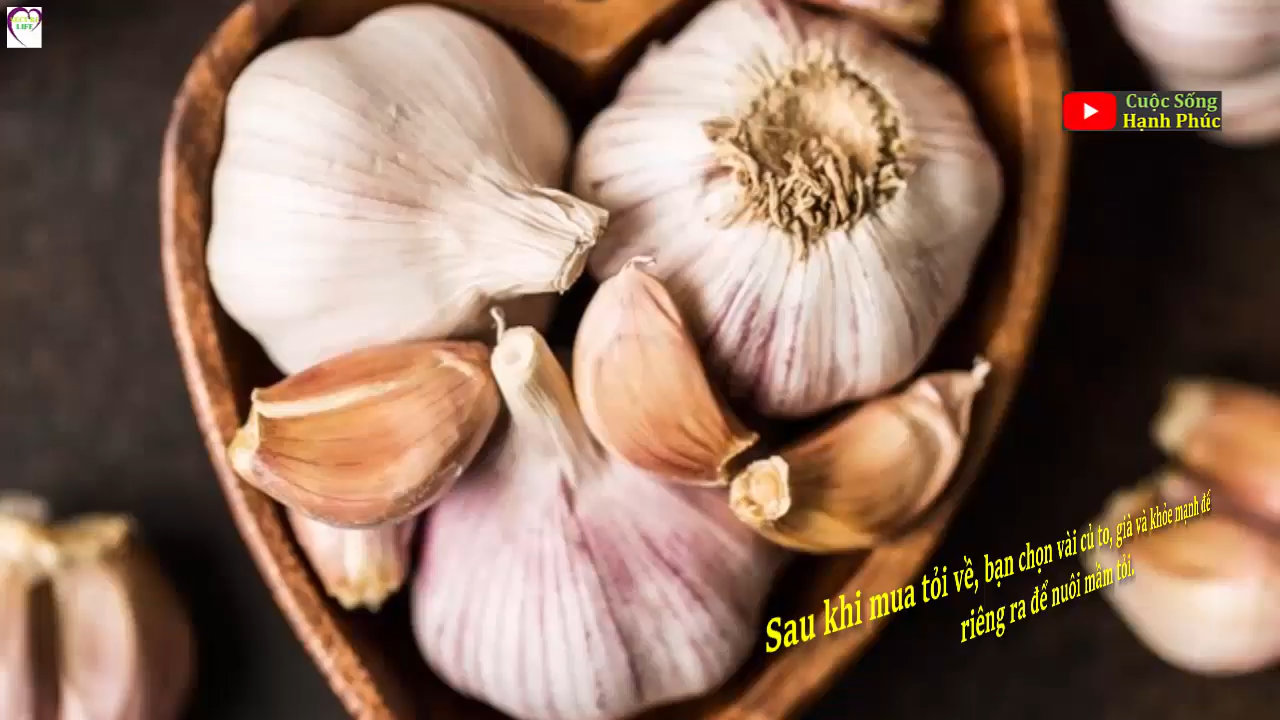 LIFE
Cuộc Sống
Hạnh Phúc
Sau khi mua tỏi về, bạn chọn vài củ to, già và khỏe mạnh để
riêng ra để nuôi mầm tỏi.